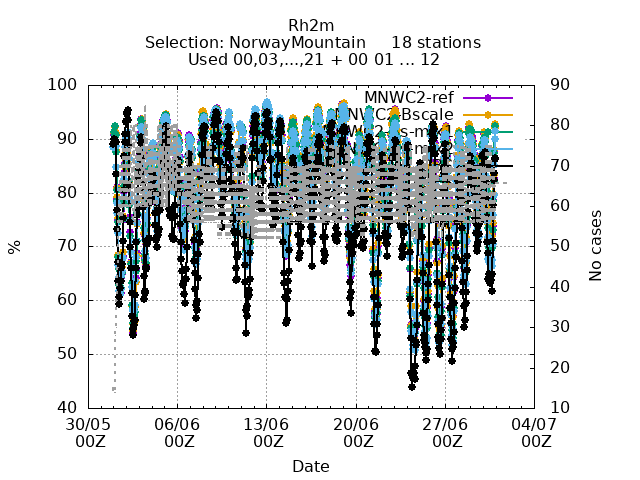 Rh2m
Selection: NorwayMountain 18 stations
Used 00,03,...,21 + 00 01 ... 12
100 90
MNWC2-ref
90 80
70
80 60
70 50
60 40
30
50 20
40 10
% No cases
30/05 06/06 13/06 20/06 27/06 04/07
00Z 00Z 00Z 00Z 00Z 00Z
Date